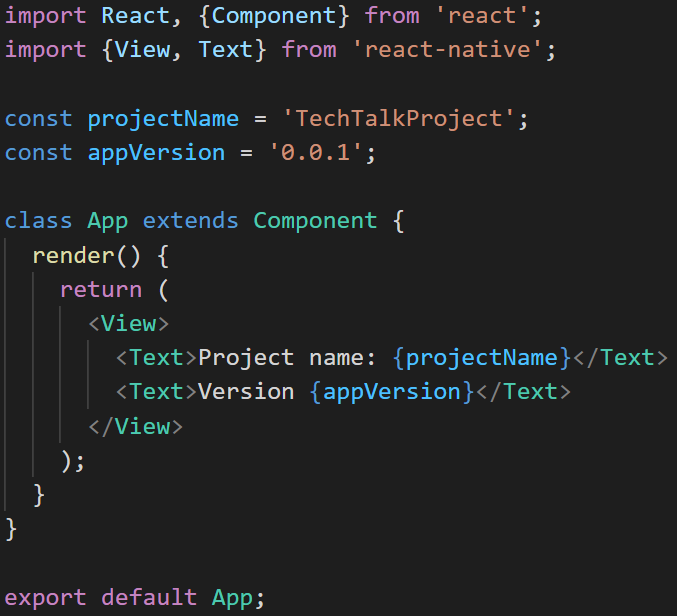 import React, {Component} from 'react';
import {View, Text} from 'react-native';

const projectName = 'TechTalkProject';
const appVersion = '0.0.1';

class App extends Component {
  render() {
    return (
      <View>
        <Text>Project name: {projectName}</Text>
        <Text>Version {appVersion}</Text>
      </View>
    );
  }
}

export default App;